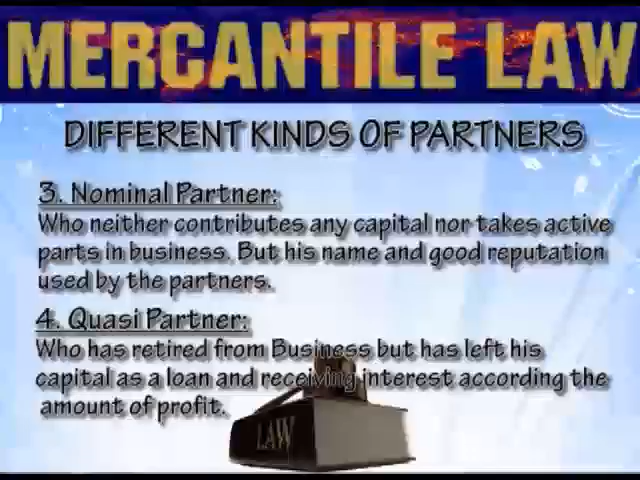 MERCANTILE LAW
DIFFERENT KINDS OF PARTNERS
3. Nominal Partner:
Who neither contributes any capital nor takes active
parts in business. But his name and good reputation
used by the partners.
4. Quasi Partner:
Who has retired from Business but has left his
capital as a loan and receiving interest according the
amount of profit.
LAW